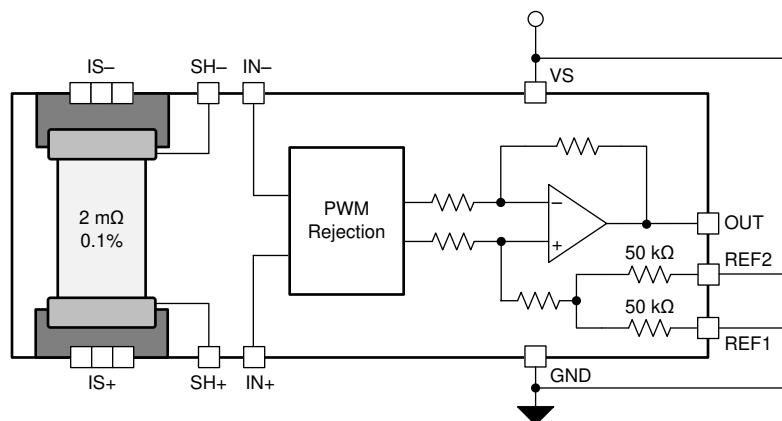 IS–
SH–
IN–
VS
2 mΩ
0.1%
PWM
Rejection
–
+
OUT
50 kΩ
REF2
50 kΩ
REF1
IS+
SH+
IN+
GND